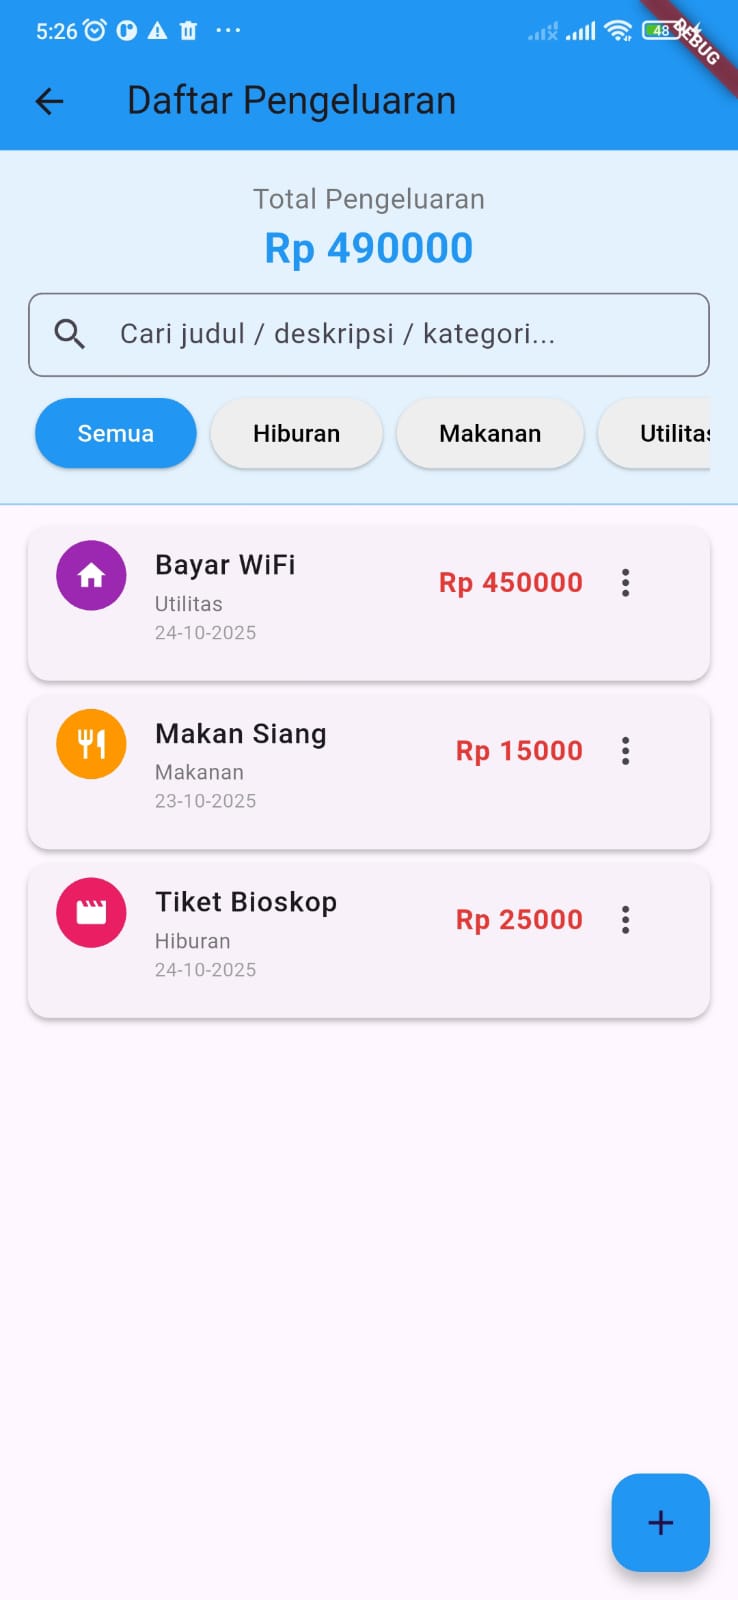 5:26
48
DEBUG
Daftar Pengeluaran
Total Pengeluaran
Rp 490000
Cari judul / deskripsi / kategori...
Semua
Hiburan
Makanan
Utilitas
Bayar WiFi
Rp 450000
Utilitas
24-10-2025
Makan Siang
Rp 15000
Makanan
23-10-2025
Tiket Bioskop
Rp 25000
Hiburan
24-10-2025